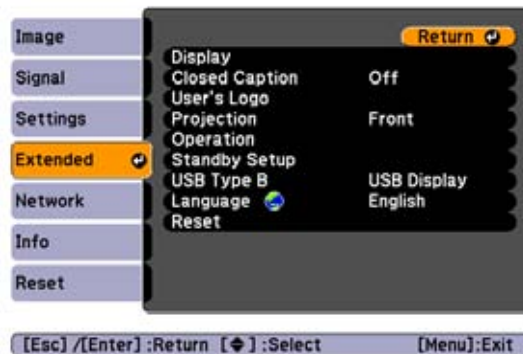 Image
Signal
Settings
Extended
Network
Info
Reset
Return
Display
Closed Caption Off
User's Logo
Projection Front
Operation
Standby Setup
USB Type B USB Display
Language English
Reset
[Esc] /[Enter] :Return [◆] :Select [Menu]:Exit